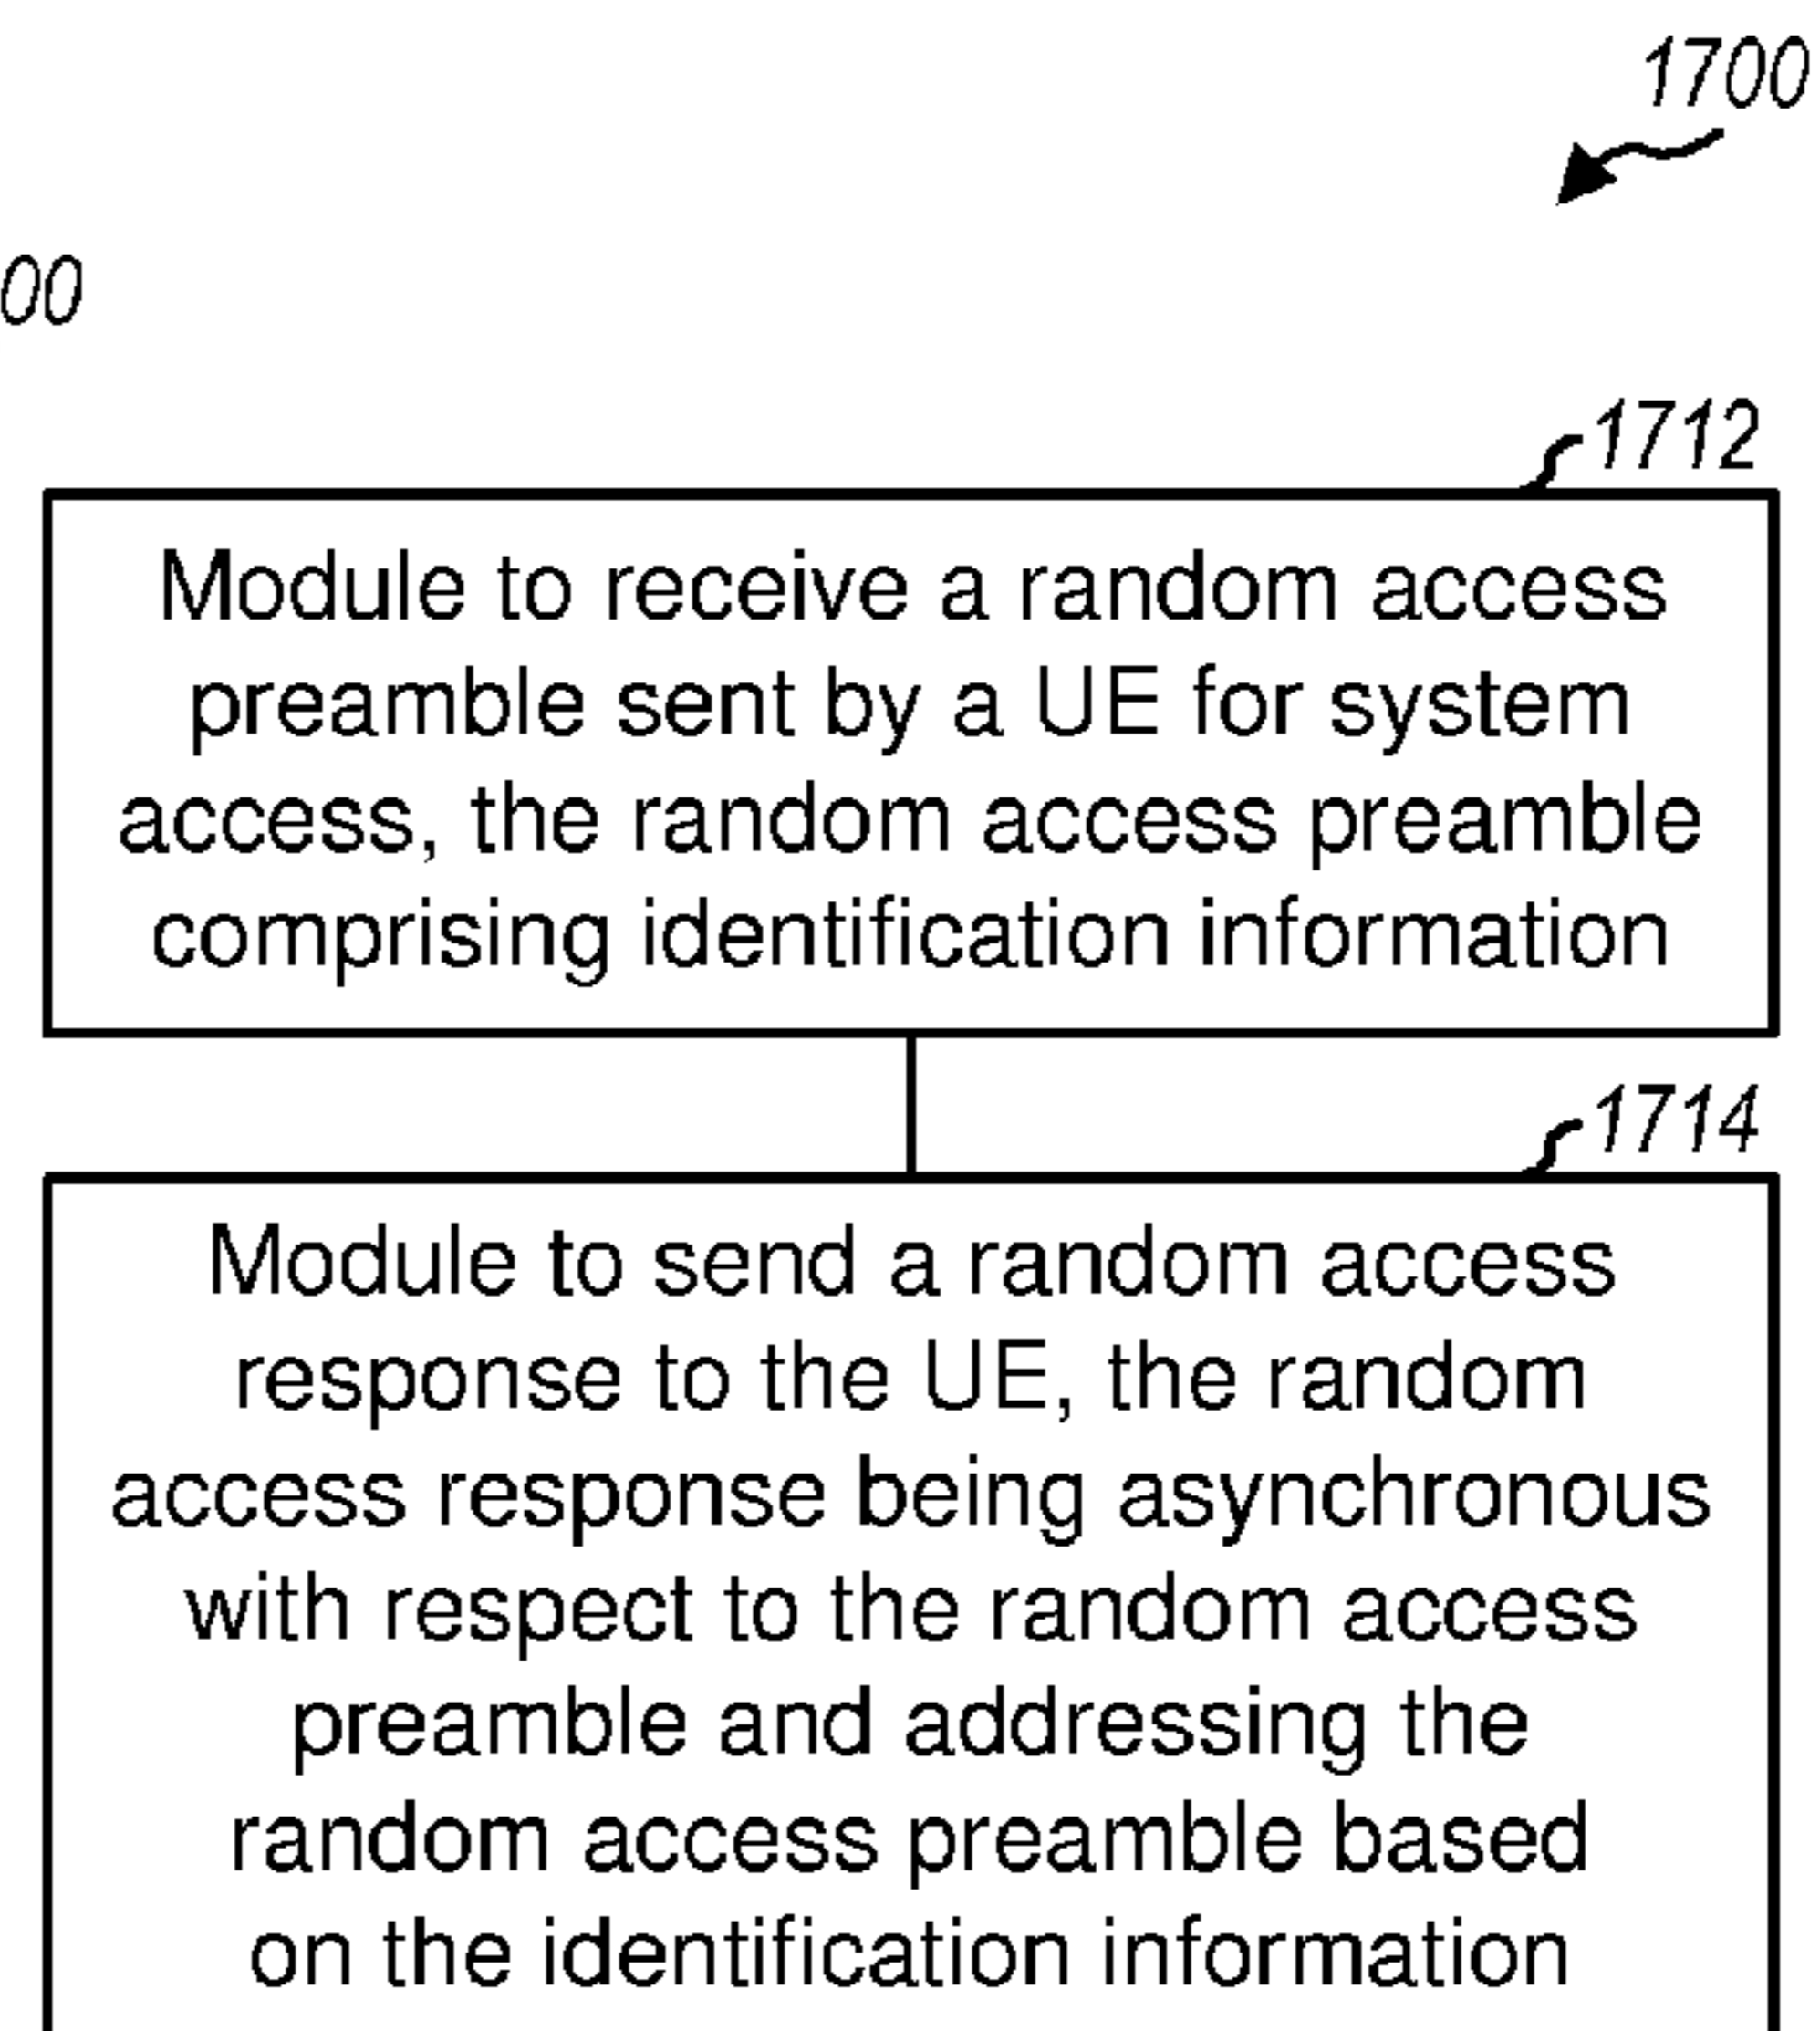 1700
00
1712
Module to receive a random access
preamble sent by a UE for system
access, the random access preamble
comprising identification information
1714
Module to send a random access
response to the UE, the random
access response being asynchronous
with respect to the random access
preamble and addressing the
random access preamble based
on the identification information